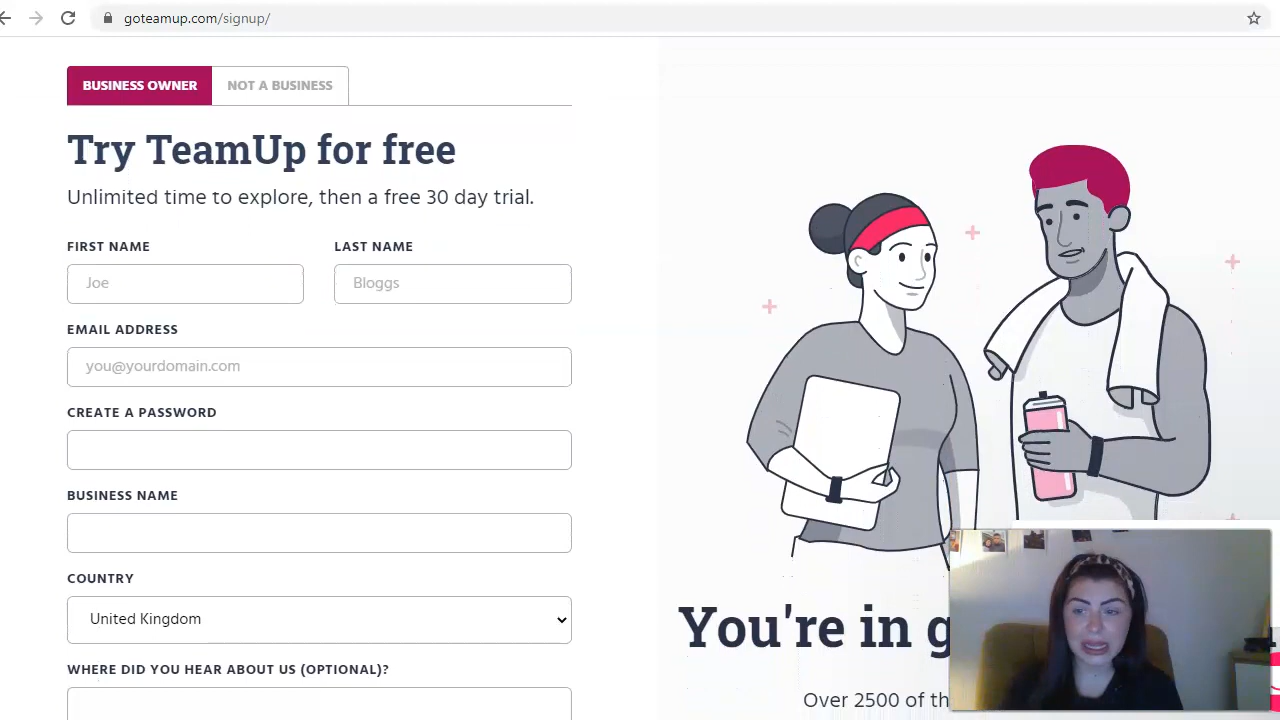 goteamup.com/signup/
BUSINESS OWNER
NOT A BUSINESS
Try TeamUp for free
Unlimited time to explore, then a free 30 day trial.
FIRST NAME
LAST NAME
Joe
Bloggs
EMAIL ADDRESS
you@yourdomain.com
CREATE A PASSWORD
BUSINESS NAME
COUNTRY
United Kingdom
WHERE DID YOU HEAR ABOUT US (OPTIONAL)?
You're in
Over 2500 of